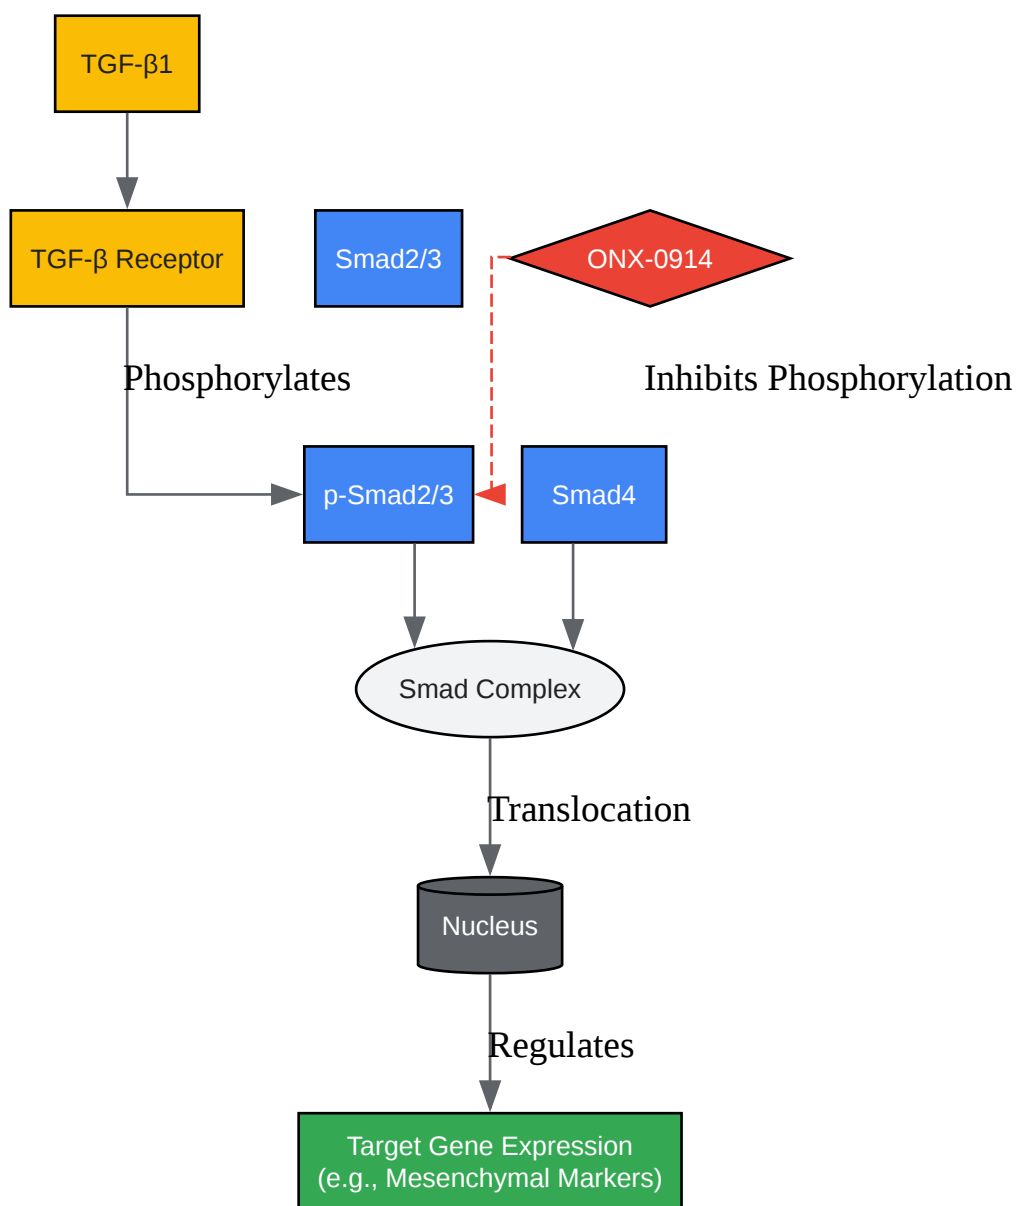 TGF-β1
TGF-β Receptor
Smad2/3
ONX-0914
Phosphorylates
Inhibits Phosphorylation
p-Smad2/3
Smad4
Smad Complex
Translocation
Nucleus
Regulates
Target Gene Expression
(e.g., Mesenchymal Markers)